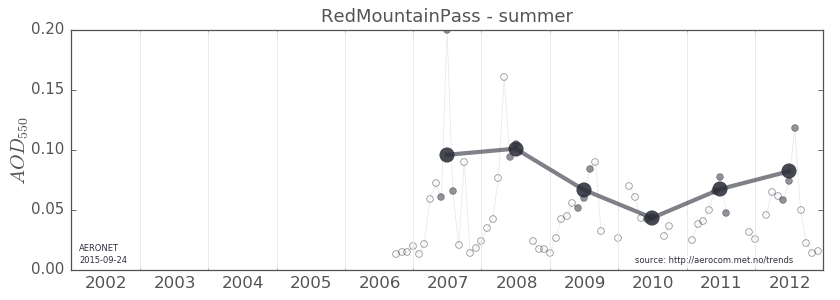 RedMountainPass - summer
0.20
0.15
0.10
0.05
0.00
AOD550
AERONET
2015-09-24
source: http://aerocom.met.no/trends
2002 2003 2004 2005 2006 2007 2008 2009 2010 2011 2012